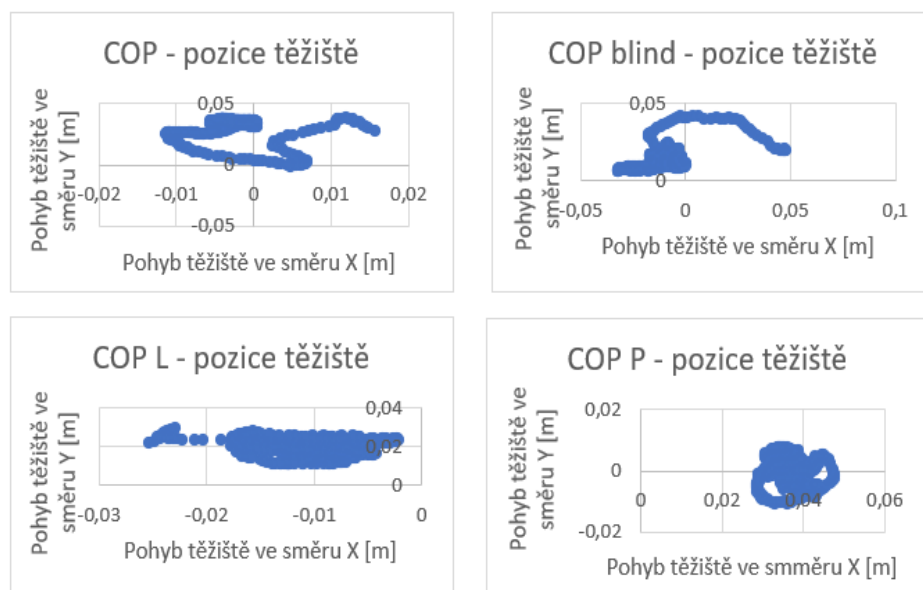 COP - pozice těžiště
Pohyb těžiště ve
směru Y [m]
0,05
0
-0,05
-0,02
-0,01
0
0,01
0,02
Pohyb těžiště ve směru X [m]
COP blind - pozice těžiště
Pohyb těžiště ve
směru Y [m]
0,05
0
-0,05
0
0,05
0,1
Pohyb těžiště ve směru X [m]
COP L - pozice těžiště
Pohyb těžiště ve
směru Y [m]
0,04
0,02
0
-0,03
-0,02
-0,01
0
Pohyb těžiště ve směru X [m]
COP P - pozice těžiště
Pohyb těžiště ve
směru Y [m]
0,02
0
-0,02
0
0,02
0,04
0,06
Pohyb těžiště ve smměru X [m]